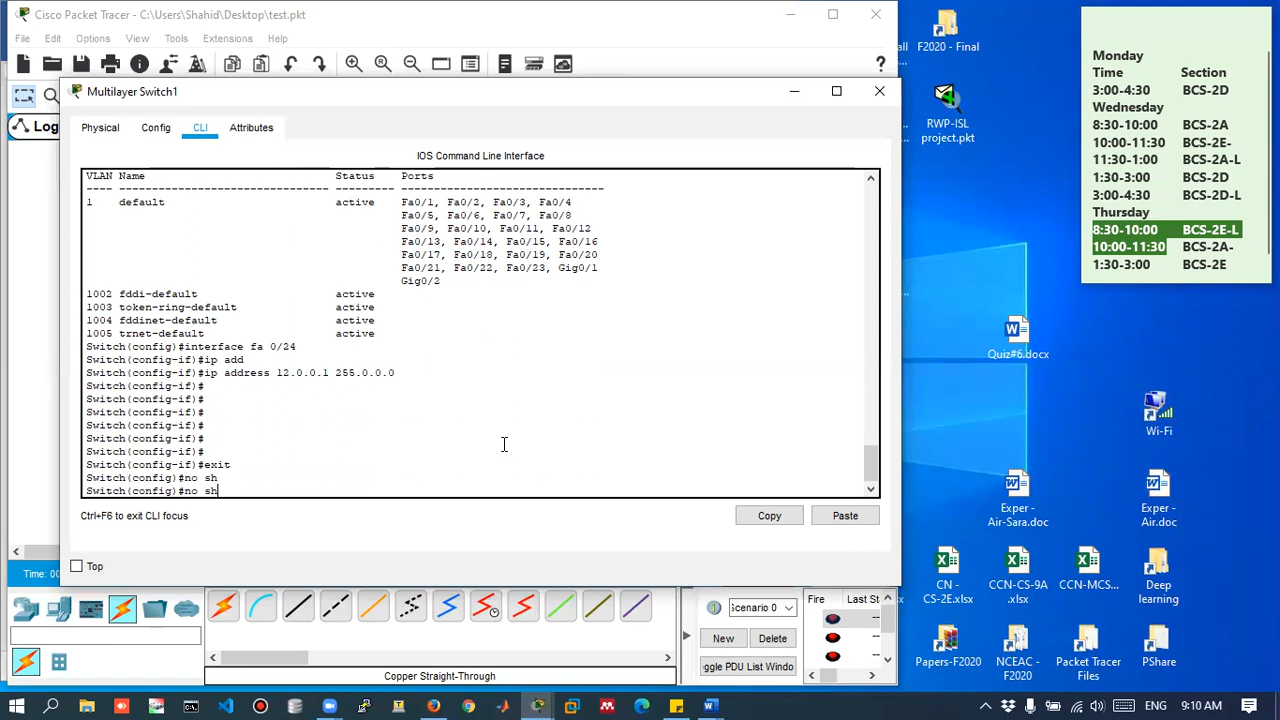 Cisco Packet Tracer - C:\Users\Shahid\Desktop\test.pkt
File Edit Options View Tools Extensions Help
?
Log
Multilayer Switch1
Physical Config CLI Attributes
IOS Command Line Interface
VLAN Name Status Ports
---- -------------------------------- --------- -------------------------------
1 default active Fa0/1, Fa0/2, Fa0/3, Fa0/4
Fa0/5, Fa0/6, Fa0/7, Fa0/8
Fa0/9, Fa0/10, Fa0/11, Fa0/12
Fa0/13, Fa0/14, Fa0/15, Fa0/16
Fa0/17, Fa0/18, Fa0/19, Fa0/20
Fa0/21, Fa0/22, Fa0/23, Gig0/1
Gig0/2
1002 fddi-default active
1003 token-ring-default active
1004 fddinet-default active
1005 trnet-default active
Switch(config)#interface fa 0/24
Switch(config-if)#ip add
Switch(config-if)#ip address 12.0.0.1 255.0.0.0
Switch(config-if)#
Switch(config-if)#
Switch(config-if)#
Switch(config-if)#
Switch(config-if)#
Switch(config-if)#
Switch(config-if)#exit
Switch(config)#no sh
Switch(config)#no sh
Ctrl+F6 to exit CLI focus
Copy
Paste
Top
Time: 00
Scenario 0
New
Delete
ggle PDU List Windo
Fire Last St
--
--
--
Copper Straight-Through
F2020 - Final
all
RWP-ISL
project.pkt
Monday
Time Section
3:00-4:30 BCS-2D
Wednesday
8:30-10:00 BCS-2A
10:00-11:30 BCS-2E-
11:30-1:00 BCS-2A-L
1:30-3:00 BCS-2D
3:00-4:30 BCS-2D-L
Thursday
8:30-10:00 BCS-2E-L
10:00-11:30 BCS-2A-
1:30-3:00 BCS-2E
Quiz#6.docx
Wi-Fi
Exper -
Air-Sara.doc
Exper -
Air.doc
CN -
CS-2E.xlsx
CCN-CS-9A
.xlsx
CCN-MCS...
Deep
learning
Papers-F2020
NCEAC -
F2020
Packet Tracer
Files
PShare
ENG
9:10 AM